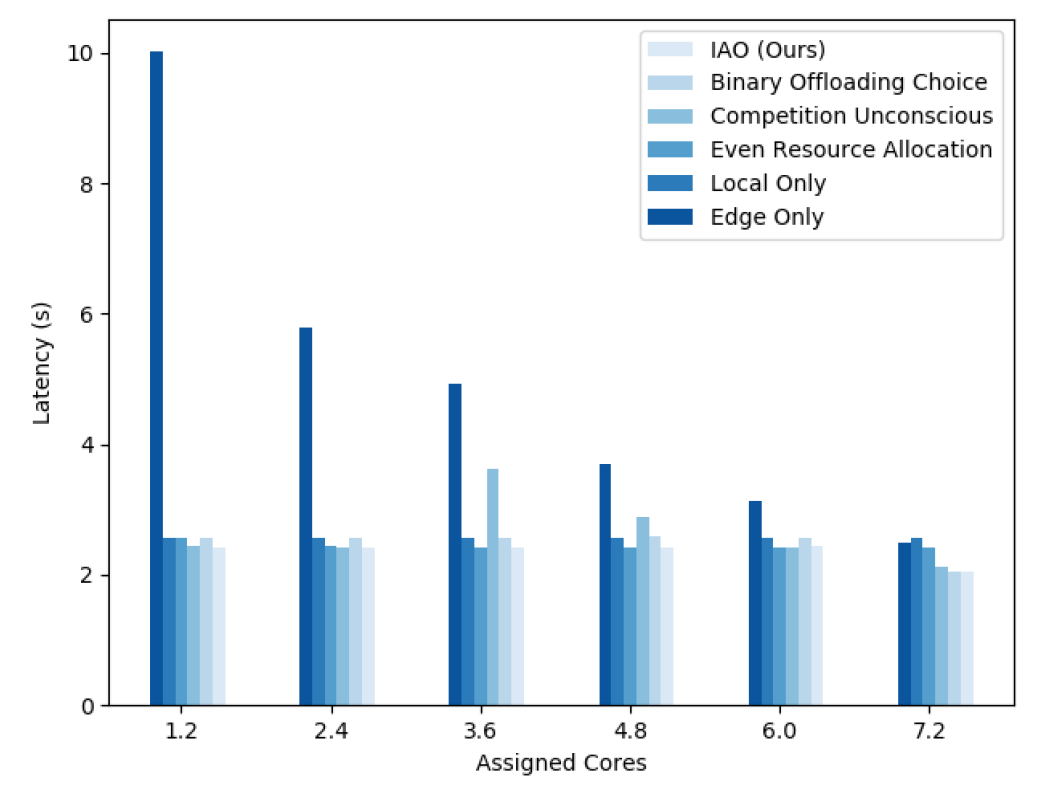 10
8
6
4
2
0
Latency (s)
IAO (Ours)
Binary Offloading Choice
Competition Unconscious
Even Resource Allocation
Local Only
Edge Only
1.2 2.4 3.6 4.8 6.0 7.2
Assigned Cores